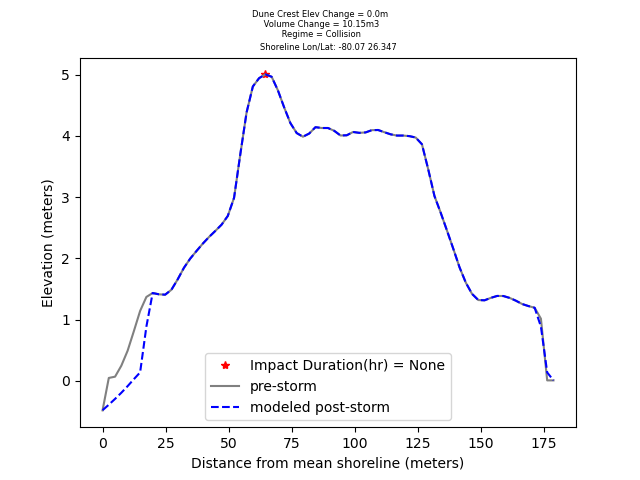 Dune Crest Elev Change = 0.0m
Volume Change = 10.15m3
Regime = Collision
Shoreline Lon/Lat: -80.07 26.347
5
4
3
2
1
0
Elevation (meters)
Impact Duration(hr) = None
pre-storm
modeled post-storm
0 25 50 75 100 125 150 175
Distance from mean shoreline (meters)